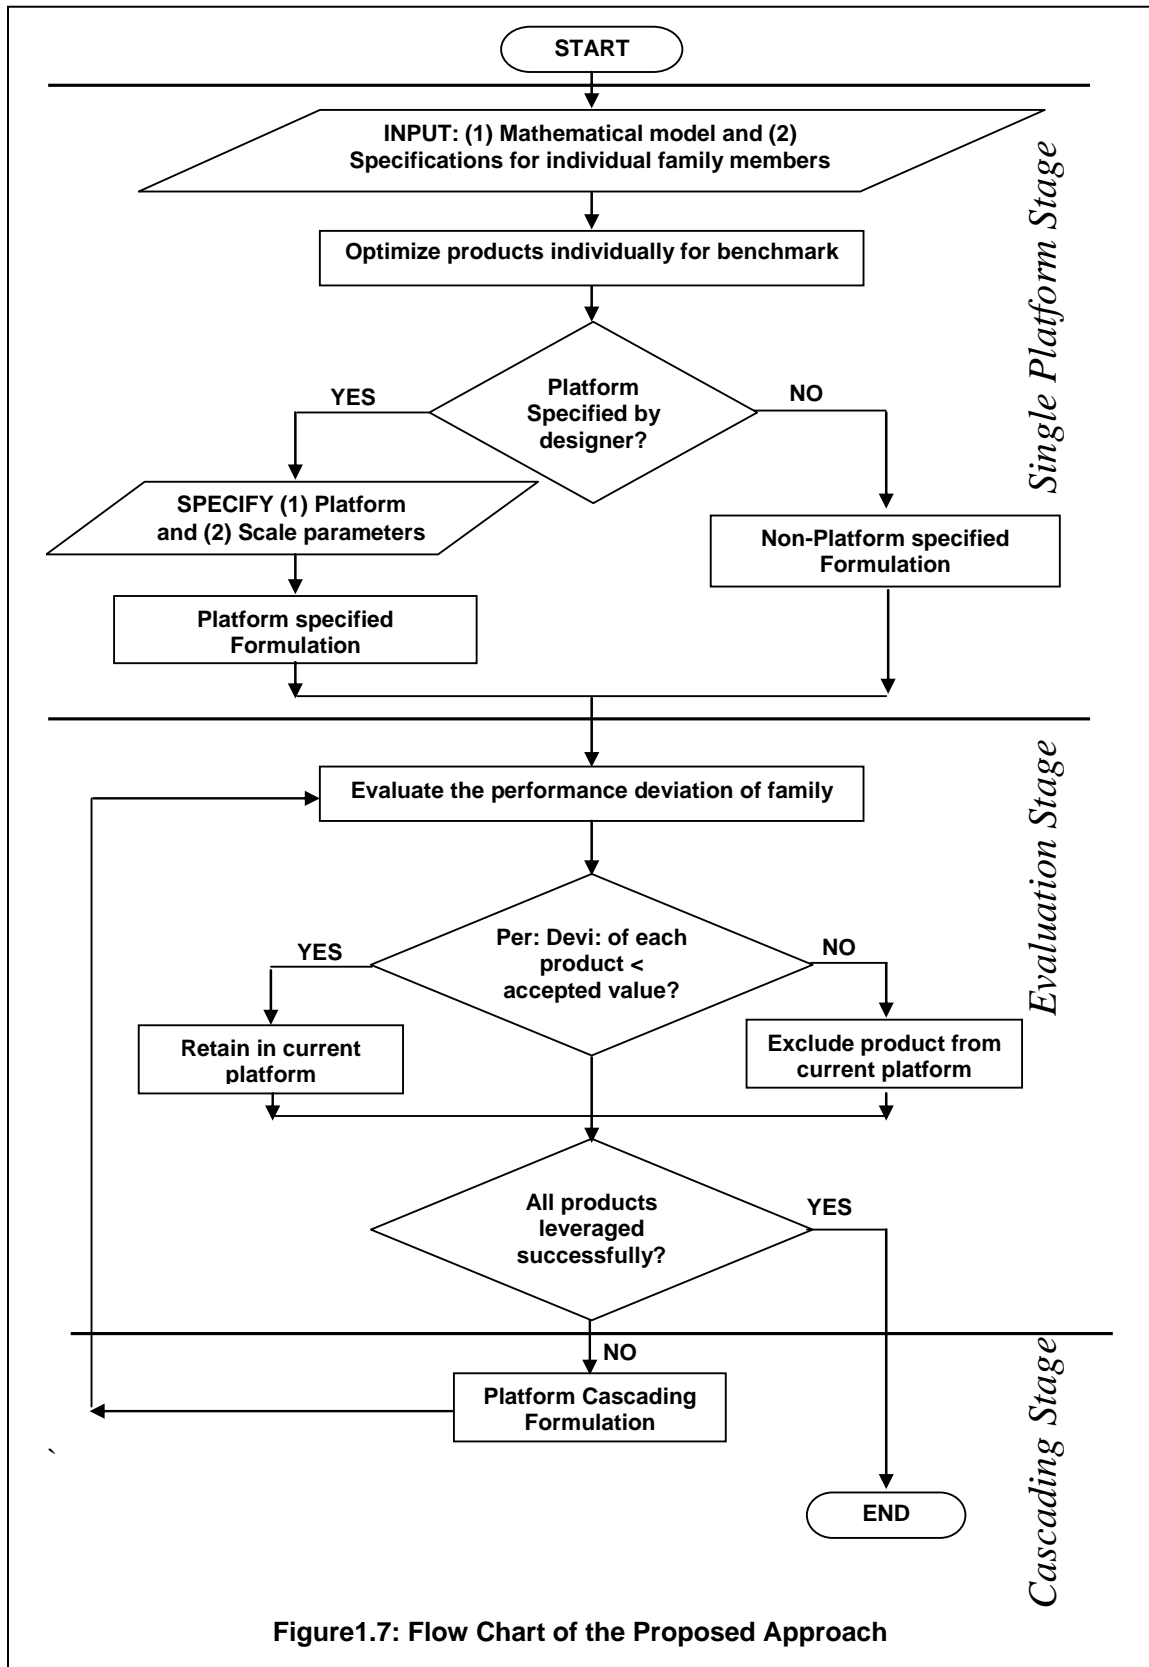 START
INPUT: (1) Mathematical model and (2)
Specifications for individual family members
Optimize products individually for benchmark
Single Platform Stage
Platform
Specified by
designer?
YES
NO
SPECIFY (1) Platform
and (2) Scale parameters
Non-Platform specified
Formulation
Platform specified
Formulation
Evaluate the performance deviation of family
Evaluation Stage
Per: Devi: of each
product <
accepted value?
YES
NO
Retain in current
platform
Exclude product from
current platform
All products
leveraged
successfully?
YES
NO
Platform Cascading
Formulation
Cascading Stage
`
END
Figure1.7: Flow Chart of the Proposed Approach